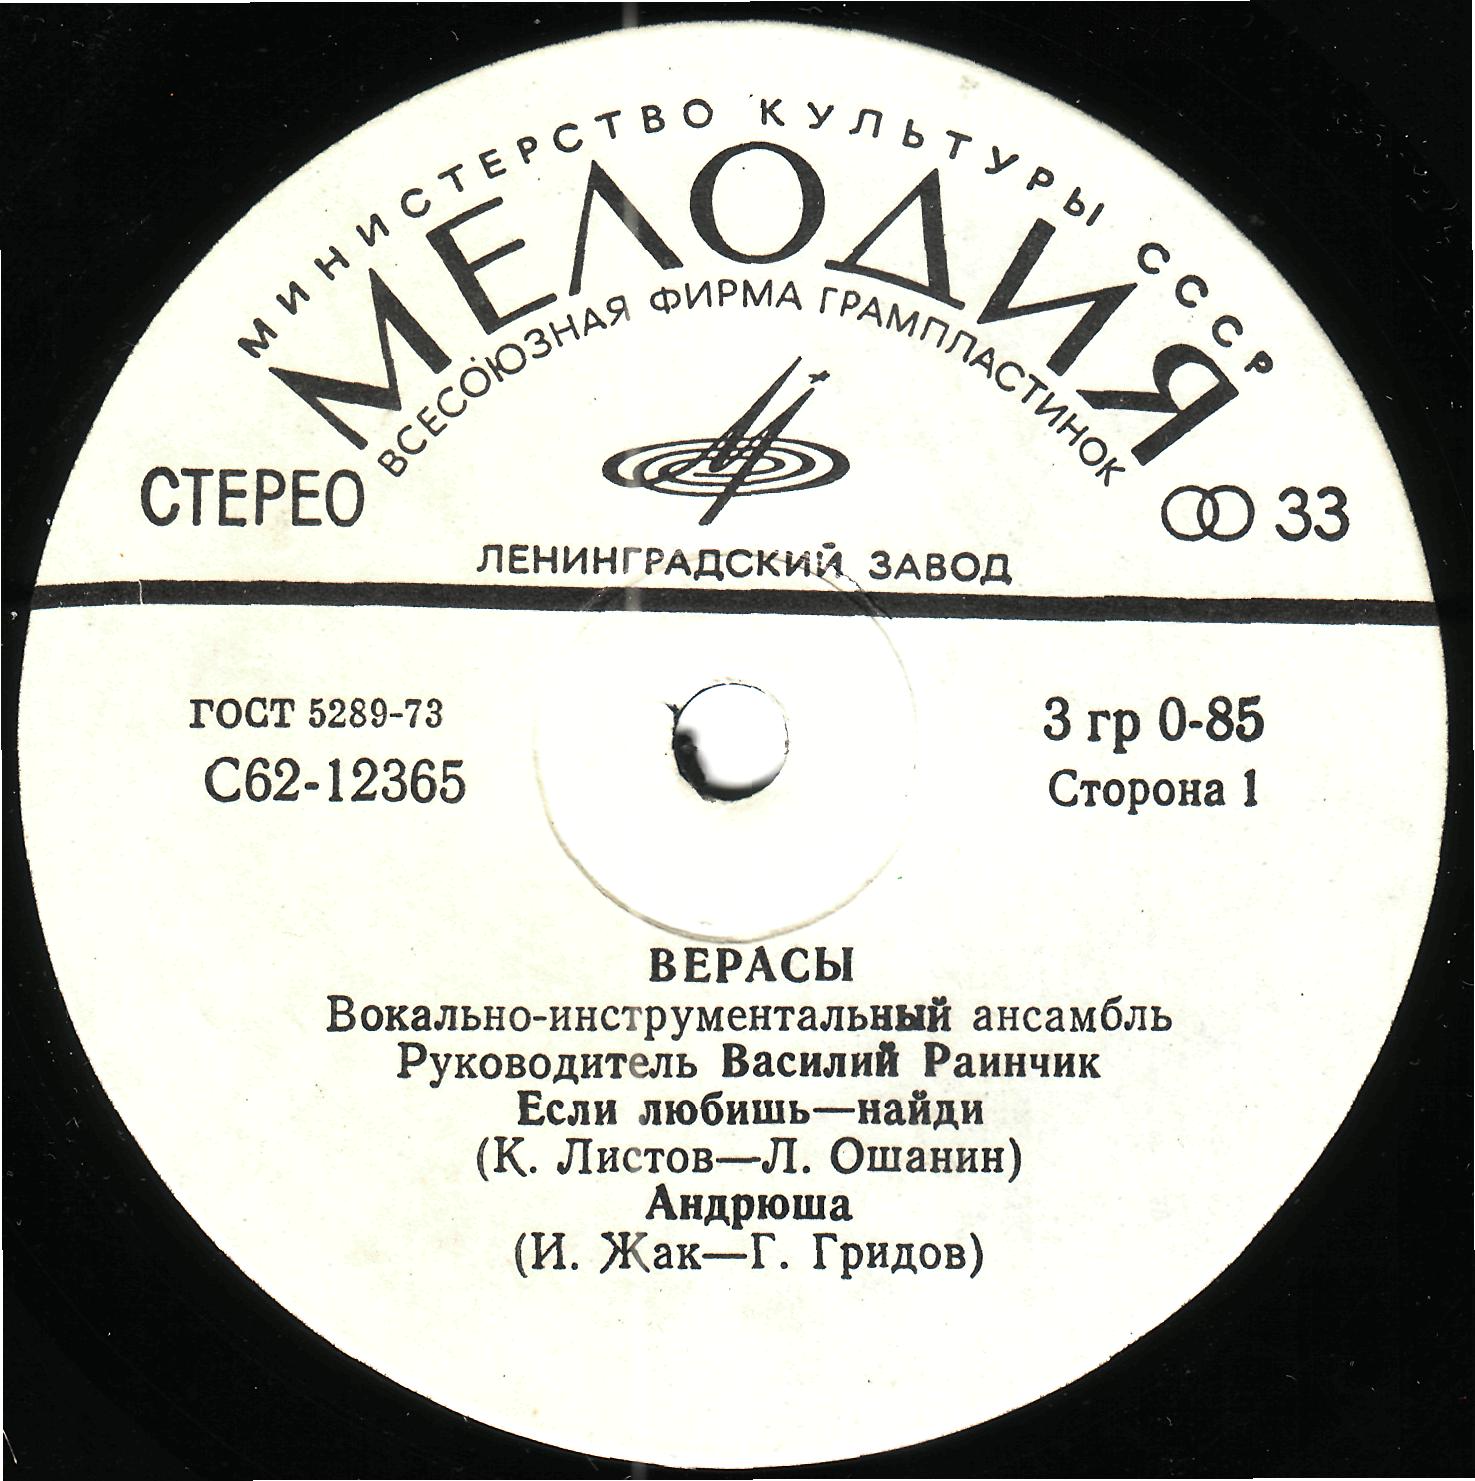 МИНИСТЕРСТВО КУЛЬТУРЫ СССР
МЕЛОДИЯ
ВСЕСОЮЗНАЯ ФИРМА ГРАМПЛАСТИНОК
СТЕРЕО
33
ЛЕНИНГРАДСКИЙ ЗАВОД
ГОСТ 5289-73
3 гр 0-85
С62-12365
Сторона 1
ВЕРАСЫ
Вокально-инструментальный ансамбль
Руководитель Василий Раинчик
Если любишь—найди
(К. Листов—Л. Ошанин)
Андрюша
(И. Жак—Г. Гридов)